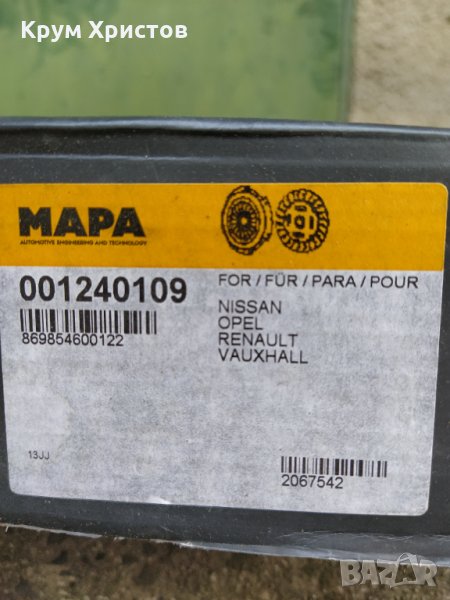 Крум Христов
MAPA
AUTOMOTIVE ENGINEERING AND TECHNOLOGY
001240109
869854600122
FOR / FÜR / PARA / POUR
NISSAN
OPEL
RENAULT
VAUXHALL
13JJ
2067542
BAZAR